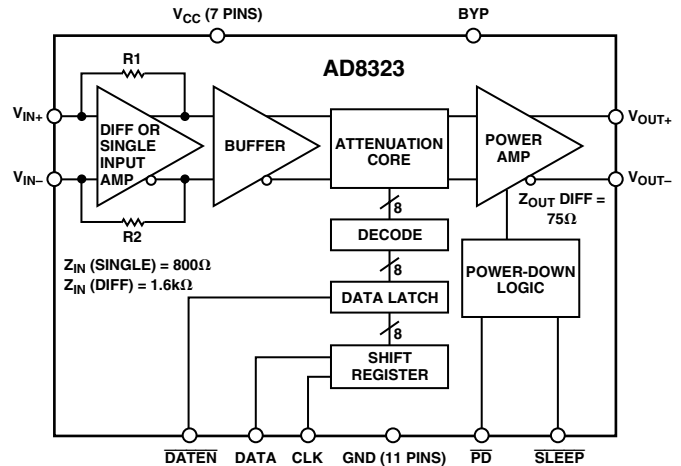 VCC (7 PINS)
BYP
AD8323
R1
VIN+
VOUT+
DIFF OR
SINGLE
INPUT
AMP
BUFFER
ATTENUATION
CORE
POWER
AMP
VIN–
VOUT–
R2
8
ZOUT DIFF =
75Ω
DECODE
ZIN (SINGLE) = 800Ω
ZIN (DIFF) = 1.6kΩ
8
POWER-DOWN
LOGIC
DATA LATCH
8
SHIFT
REGISTER
DATEN DATA CLK GND (11 PINS) PD SLEEP